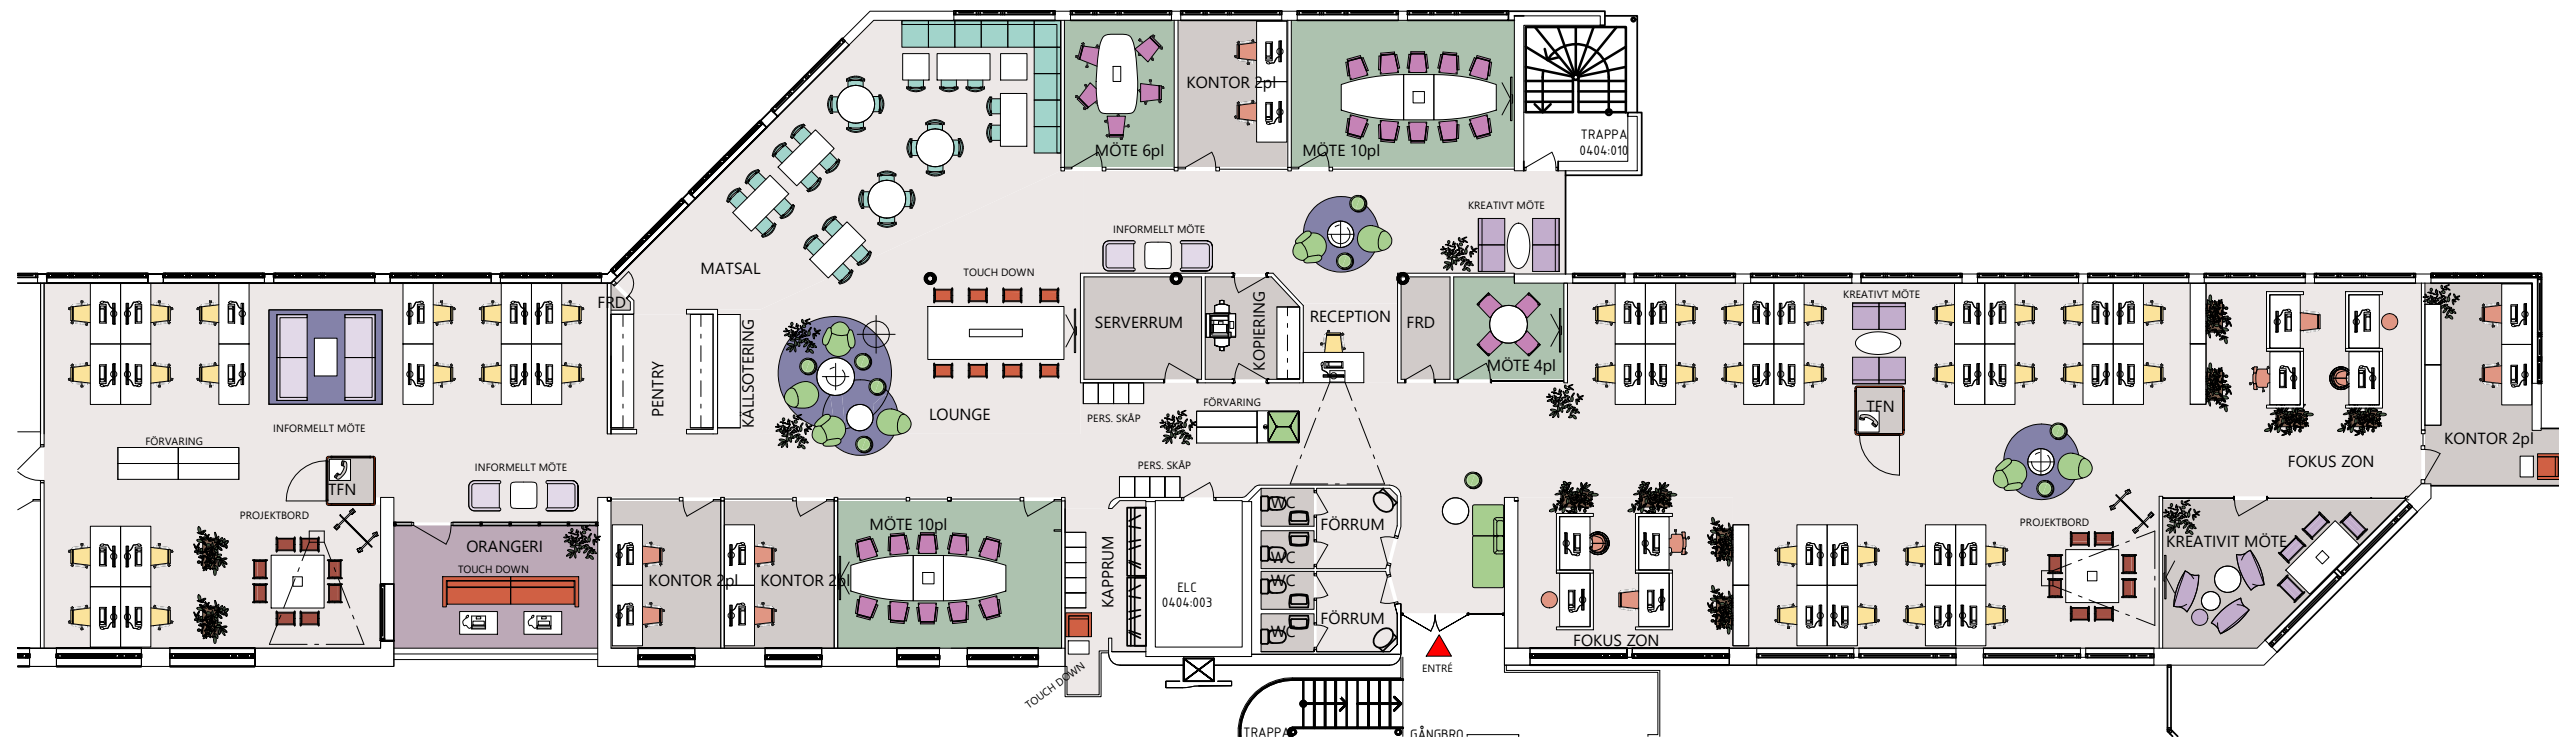 KONTOR 2pl
MÖTE 6pl
MÖTE 10pl
TRAPPA
0404:010
KREATIVT MÖTE
INFORMELLT MÖTE
MATSAL
TOUCH DOWN
FRD
PENTRY
KÄLLSOTERING
LOUNGE
SERVERRUM
KOPIERING
RECEPTION
FRD
MÖTE 4pl
KREATIVT MÖTE
TFN
KONTOR 2pl
FOKUS ZON
INFORMELLT MÖTE
FÖRVARING
TFN
PROJEKTBORD
INFORMELLT MÖTE
PERS. SKÅP
FÖRVARING
PERS. SKÅP
ORANGERI
TOUCH DOWN
KONTOR 2pl
KONTOR 2pl
MÖTE 10pl
KAPPRUM
TOUCH DOWN
ELC
0404:003
WC
WC
WC
WC
FÖRRUM
FÖRRUM
ENTRÉ
FOKUS ZON
PROJEKTBORD
KREATIVIT MÖTE
TRAPPA
GÅNGBRO